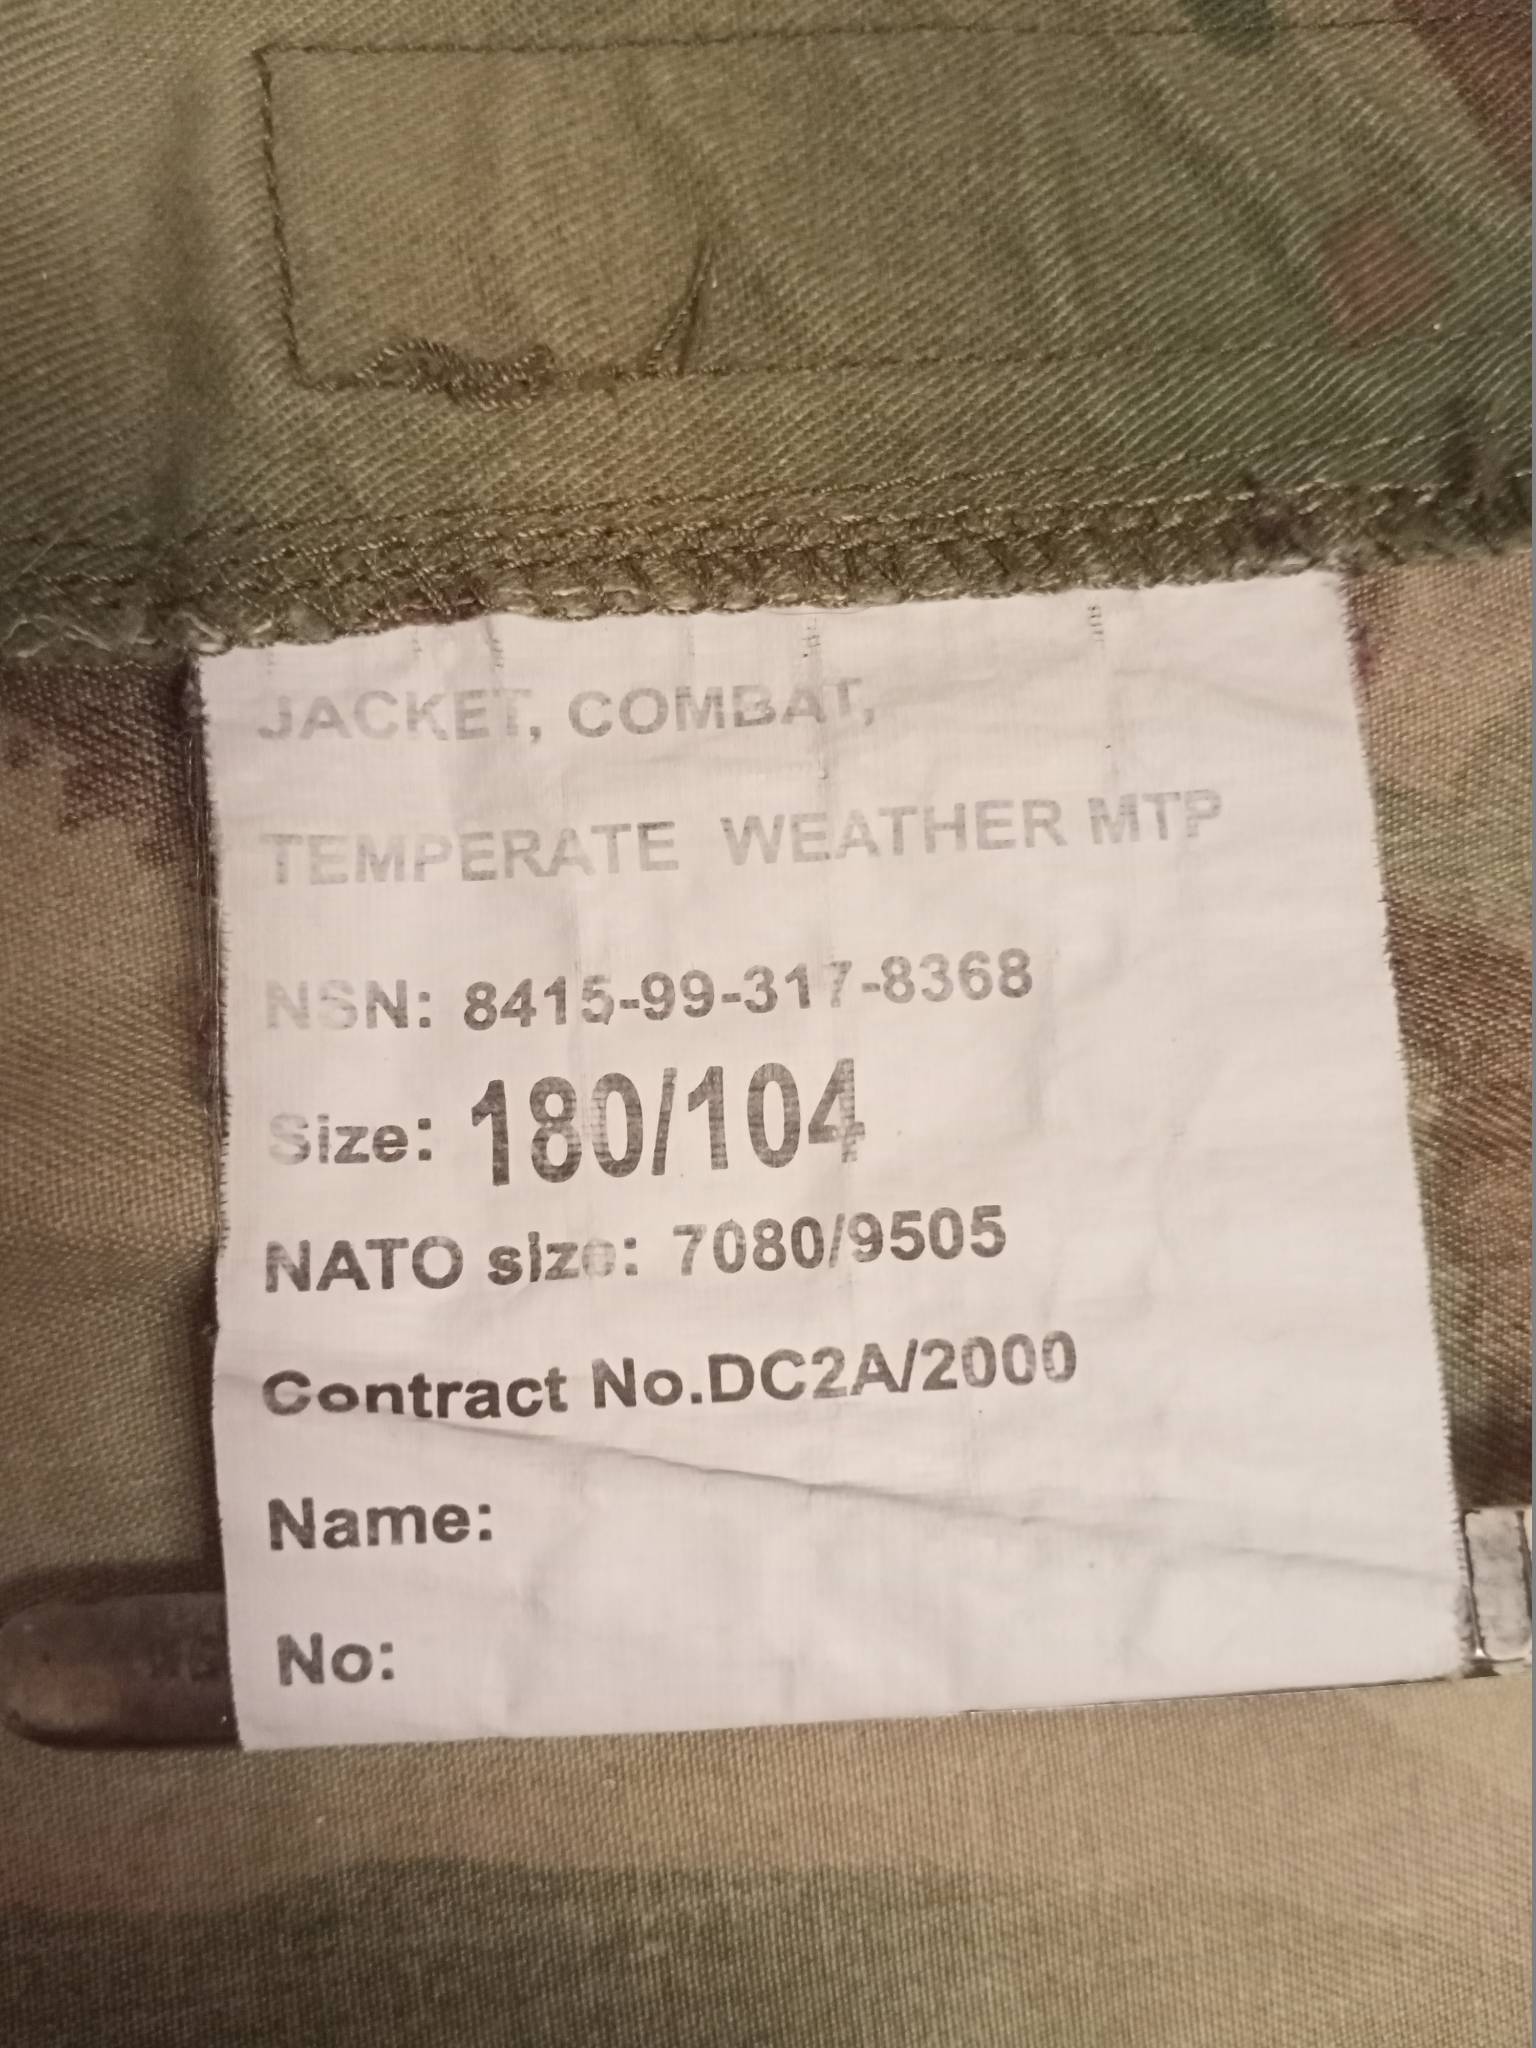 JACKET, COMBAT,
TEMPERATE WEATHER MTP
NSN: 8415-99-317-8368
Size: 180/104
NATO size: 7080/9505
Contract No.DC2A/2000
Name:
No: